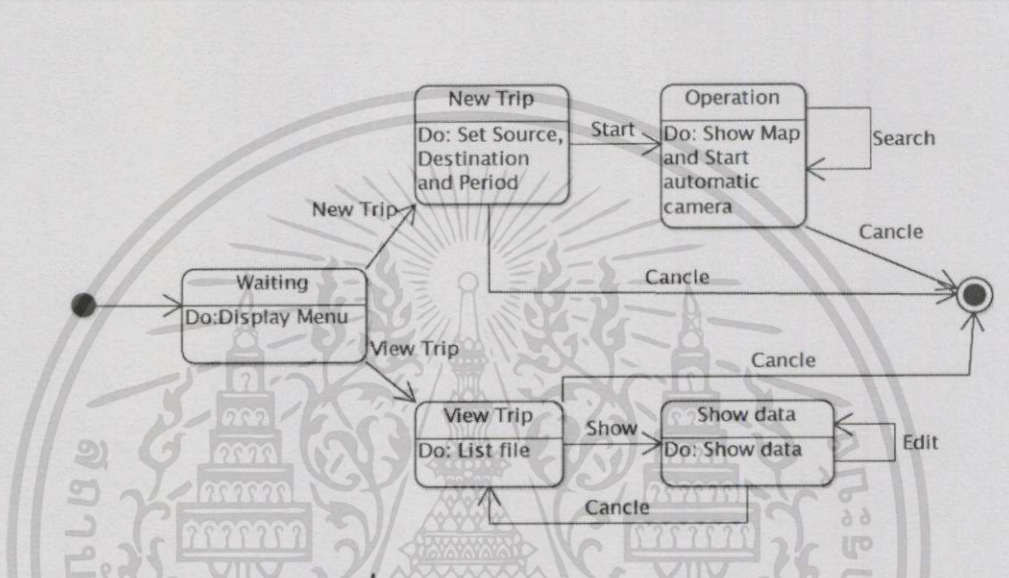 New Trip
Do: Set Source,
Destination
and Period
Start
Operation
Do: Show Map
and Start
automatic
camera
Search
New Trip
Cancle
Cancle
Waiting
Do:Display Menu
View Trip
Cancle
View Trip
Do: List file
Show
Show data
Do: Show data
Edit
Cancle